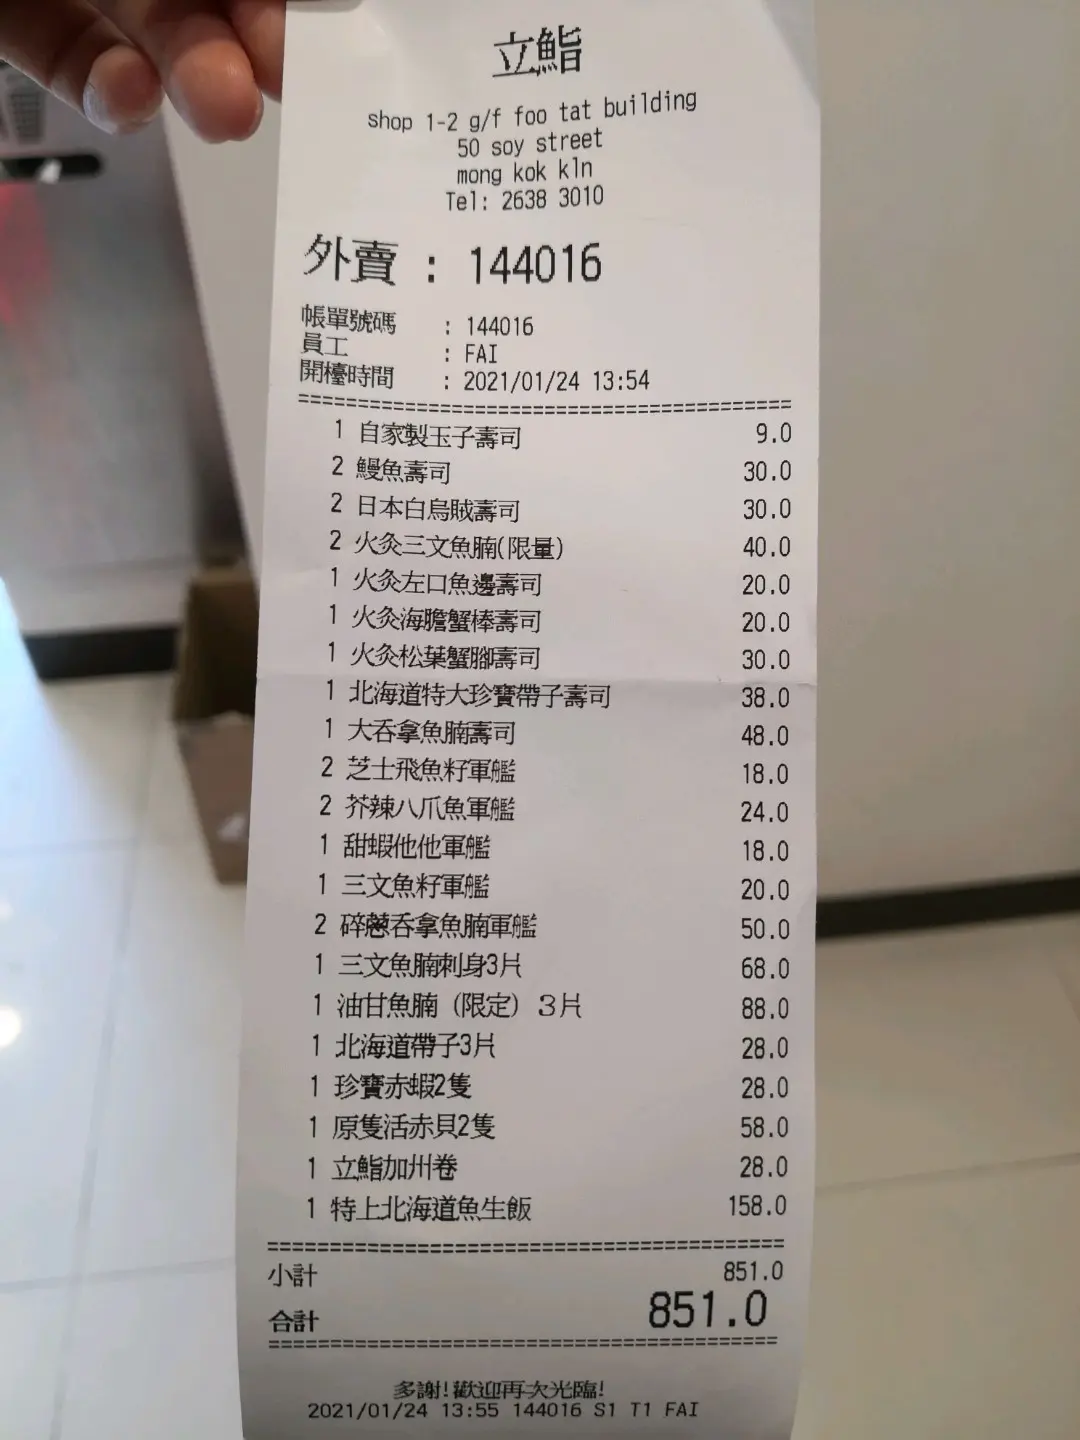 立鮨
shop 1-2 g/f foo tat building
50 soy street
mong kok kln
Tel: 2638 3010
外賣 : 144016
帳單號碼 : 144016
員工 : FAI
開檯時間 : 2021/01/24 13:54
1 自家製玉子壽司 9.0
2 鰻魚壽司 30.0
2 日本白烏賊壽司 30.0
2 火灸三文魚腩(限量) 40.0
1 火灸左口魚邊壽司 20.0
1 火灸海膽蟹棒壽司 20.0
1 火灸松葉蟹腳壽司 30.0
1 北海道特大珍寶帶子壽司 38.0
1 大吞拿魚腩壽司 48.0
2 芝士飛魚籽軍艦 18.0
2 芥辣八爪魚軍艦 24.0
1 甜蝦他他軍艦 18.0
1 三文魚籽軍艦 20.0
2 碎蔥吞拿魚腩軍艦 50.0
1 三文魚腩刺身3片 68.0
1 油甘魚腩（限定）３片 88.0
1 北海道帶子3片 28.0
1 珍寶赤蝦2隻 28.0
1 原隻活赤貝2隻 58.0
1 立鮨加州卷 28.0
1 特上北海道魚生飯 158.0
小計 851.0
合計 851.0
多謝!歡迎再次光臨!
2021/01/24 13:55 144016 S1 T1 FAI